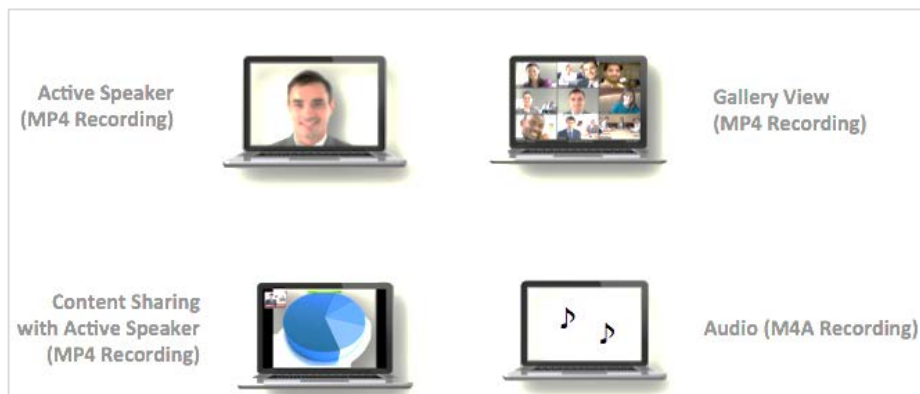 Active Speaker
(MP4 Recording)
Gallery View
(MP4 Recording)
Content Sharing
with Active Speaker
(MP4 Recording)
Audio (M4A Recording)